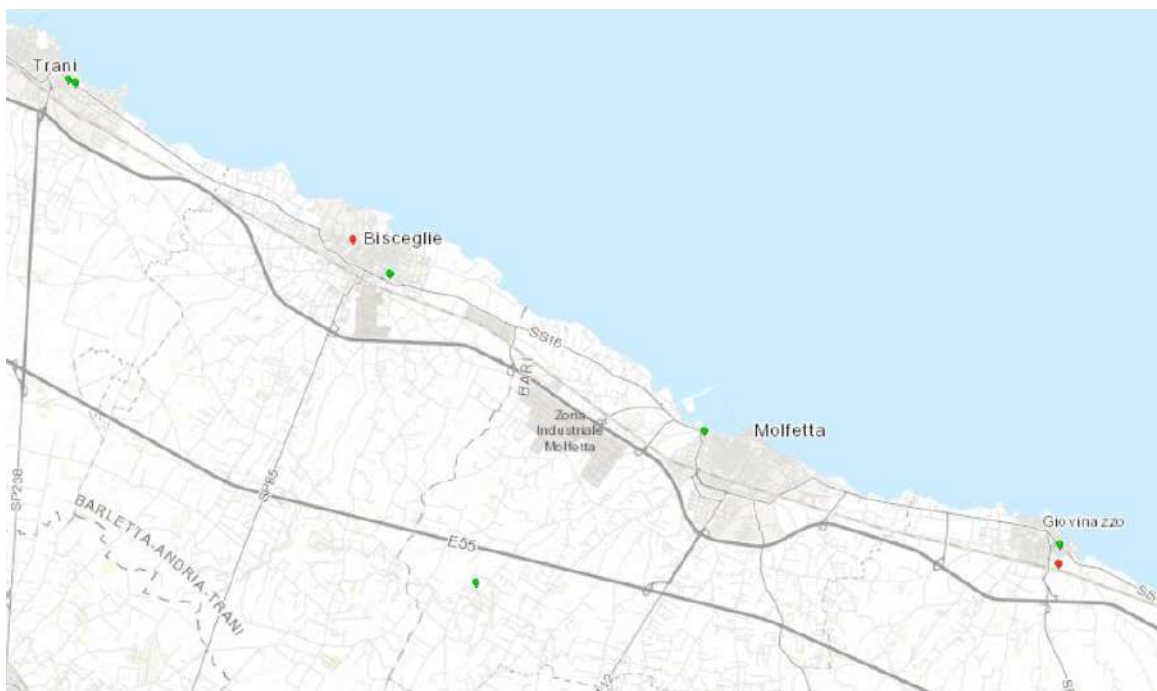 Trani
Bisceglie
SS16
BARI
Zona
Industriale
Molfetta
Molfetta
SP238
SP85
BARLETTA-ANDRIA-TRANI
E55
Giovinazzo